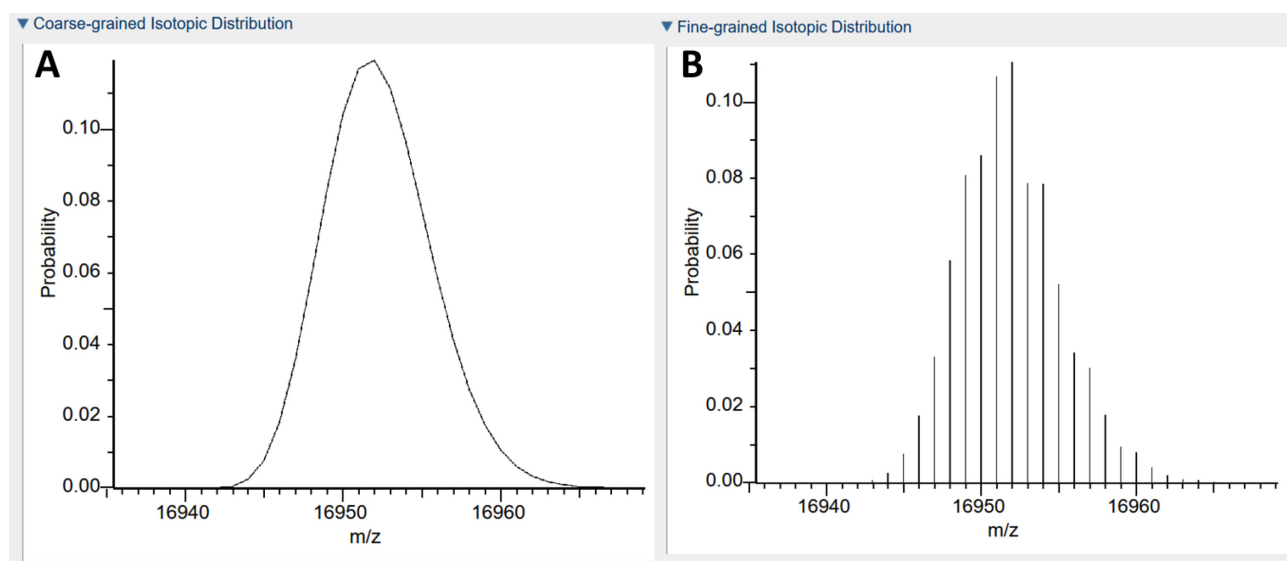 Coarse-grained Isotopic Distribution
A
0.10
0.08
0.06
0.04
0.02
0.00
Probability
16940 16950 16960
m/z
Fine-grained Isotopic Distribution
B
0.10
0.08
0.06
0.04
0.02
0.00
Probability
16940 16950 16960
m/z